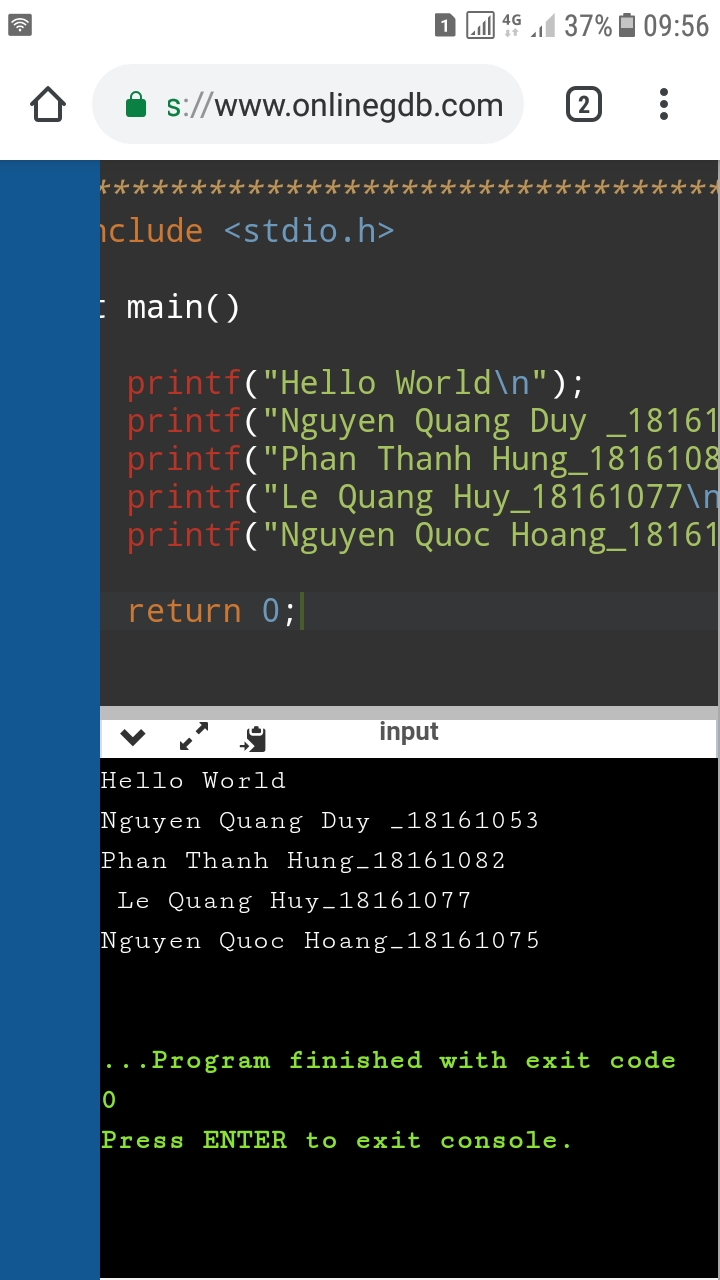 1 4G 37% 09:56
s://www.onlinegdb.com 2
**********************************
nclude <stdio.h>
t main()
printf("Hello World\n");
printf("Nguyen Quang Duy _18161
printf("Phan Thanh Hung_1816108
printf("Le Quang Huy_18161077\n
printf("Nguyen Quoc Hoang_18161
return 0;
input
Hello World
Nguyen Quang Duy _18161053
Phan Thanh Hung_18161082
 Le Quang Huy_18161077
Nguyen Quoc Hoang_18161075
...Program finished with exit code
0
Press ENTER to exit console.